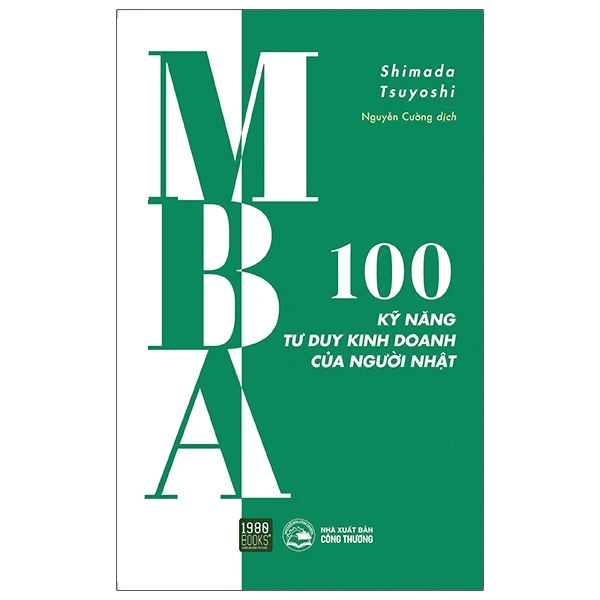 Shimada
Tsuyoshi
Nguyễn Cường dịch
M
B
A
100
KỸ NĂNG
TƯ DUY KINH DOANH
CỦA NGƯỜI NHẬT
1980
BOOKS
NHÀ XUẤT BẢN
CÔNG THƯƠNG